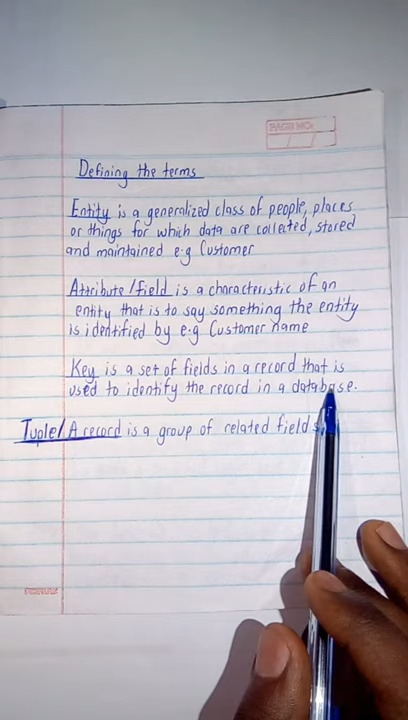 PAGE NO:
Defining the terms
Entity is a generalized class of people, places
or things for which data are collected, stored
and maintained e.g Customer
Attribute/field is a characteristic of an
entity that is to say something the entity
is identified by e.g Customer name
Key is a set of fields in a record that is
used to identify the record in a database.
Tuple/A record is a group of related fields